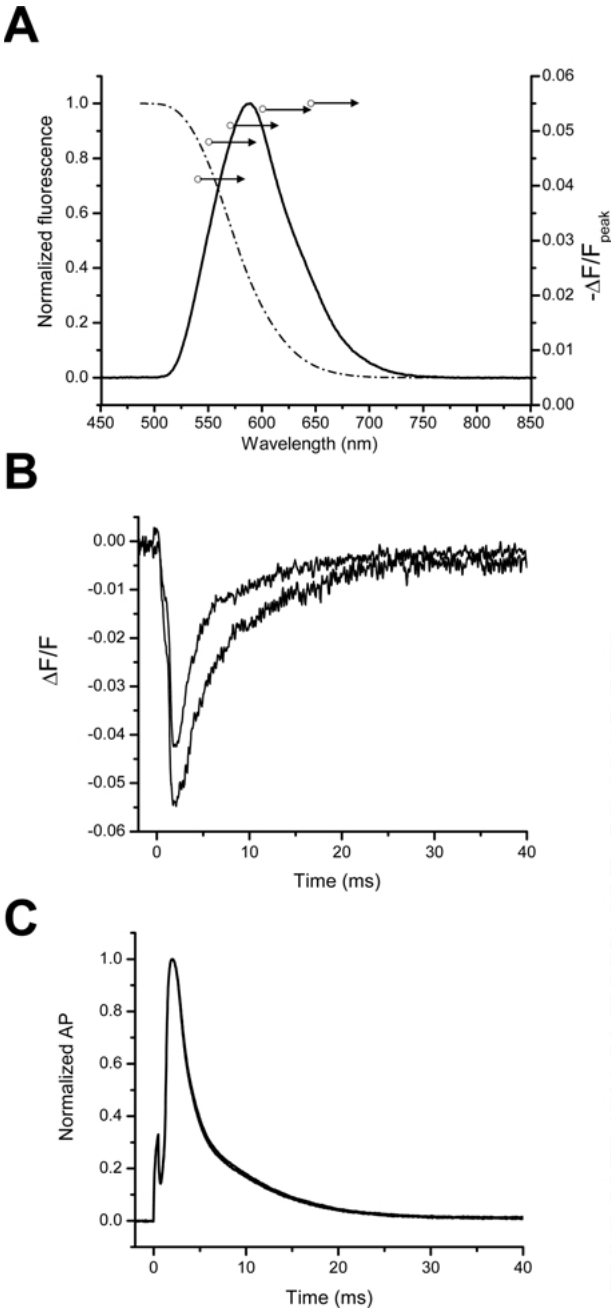 A
Normalized fluorescence
1.0
0.8
0.6
0.4
0.2
0.0
0.06
0.05
0.04
0.03
0.02
0.01
0.00
-ΔF/Fpeak
450 500 550 600 650 700 750 800 850
Wavelength (nm)
B
ΔF/F
0.00
-0.01
-0.02
-0.03
-0.04
-0.05
-0.06
0 10 20 30 40
Time (ms)
C
Normalized AP
1.0
0.8
0.6
0.4
0.2
0.0
0 10 20 30 40
Time (ms)